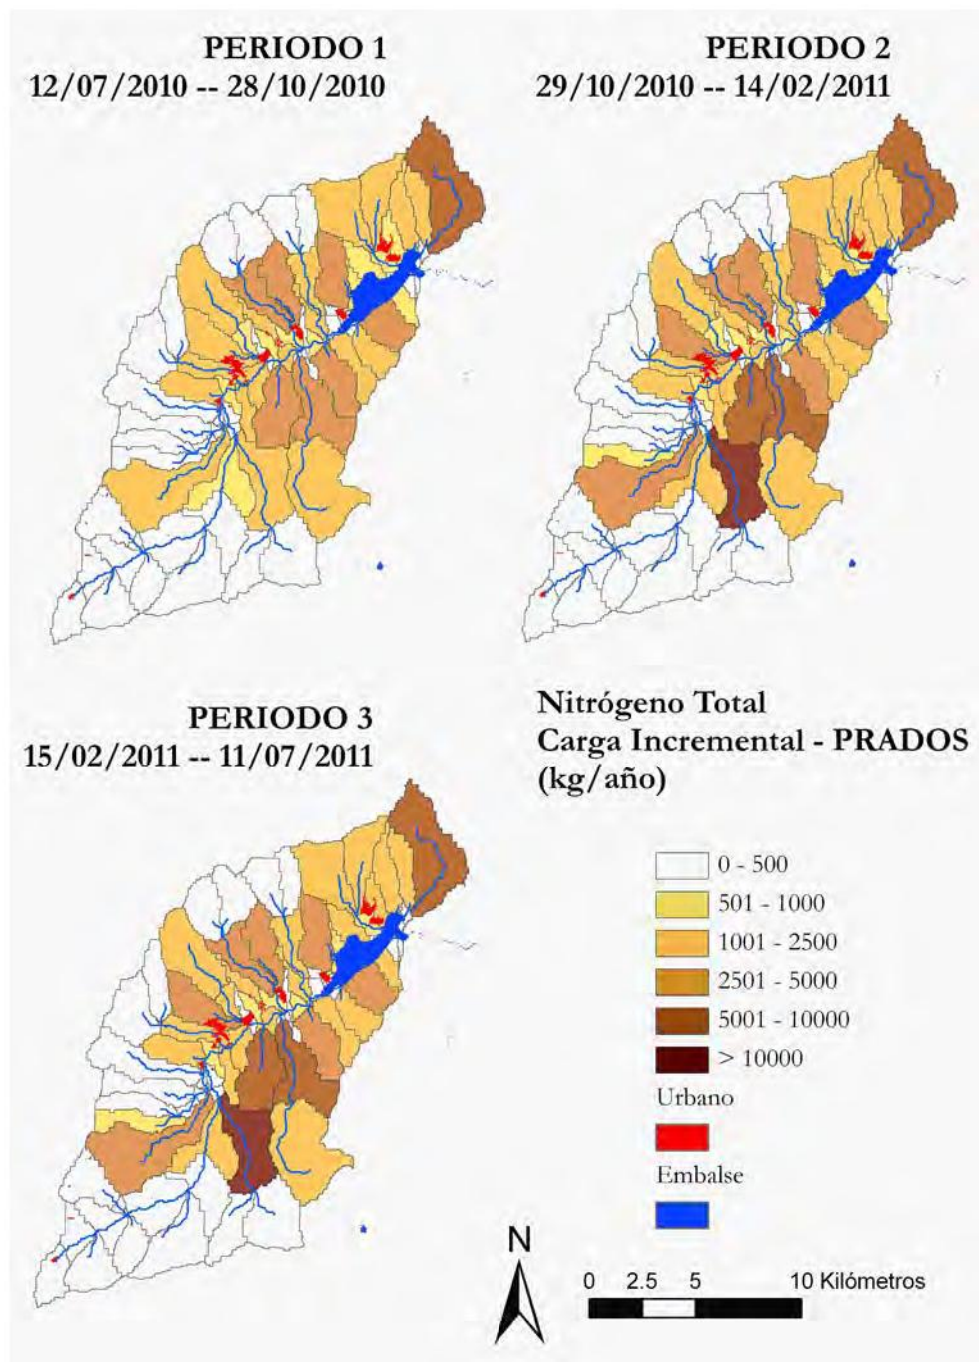 PERIODO 1
12/07/2010 -- 28/10/2010
PERIODO 2
29/10/2010 -- 14/02/2011
PERIODO 3
15/02/2011 -- 11/07/2011
Nitrógeno Total
Carga Incremental - PRADOS
(kg/año)
0 - 500
501 - 1000
1001 - 2500
2501 - 5000
5001 - 10000
> 10000
Urbano
Embalse
N
0 2.5 5 10 Kilómetros